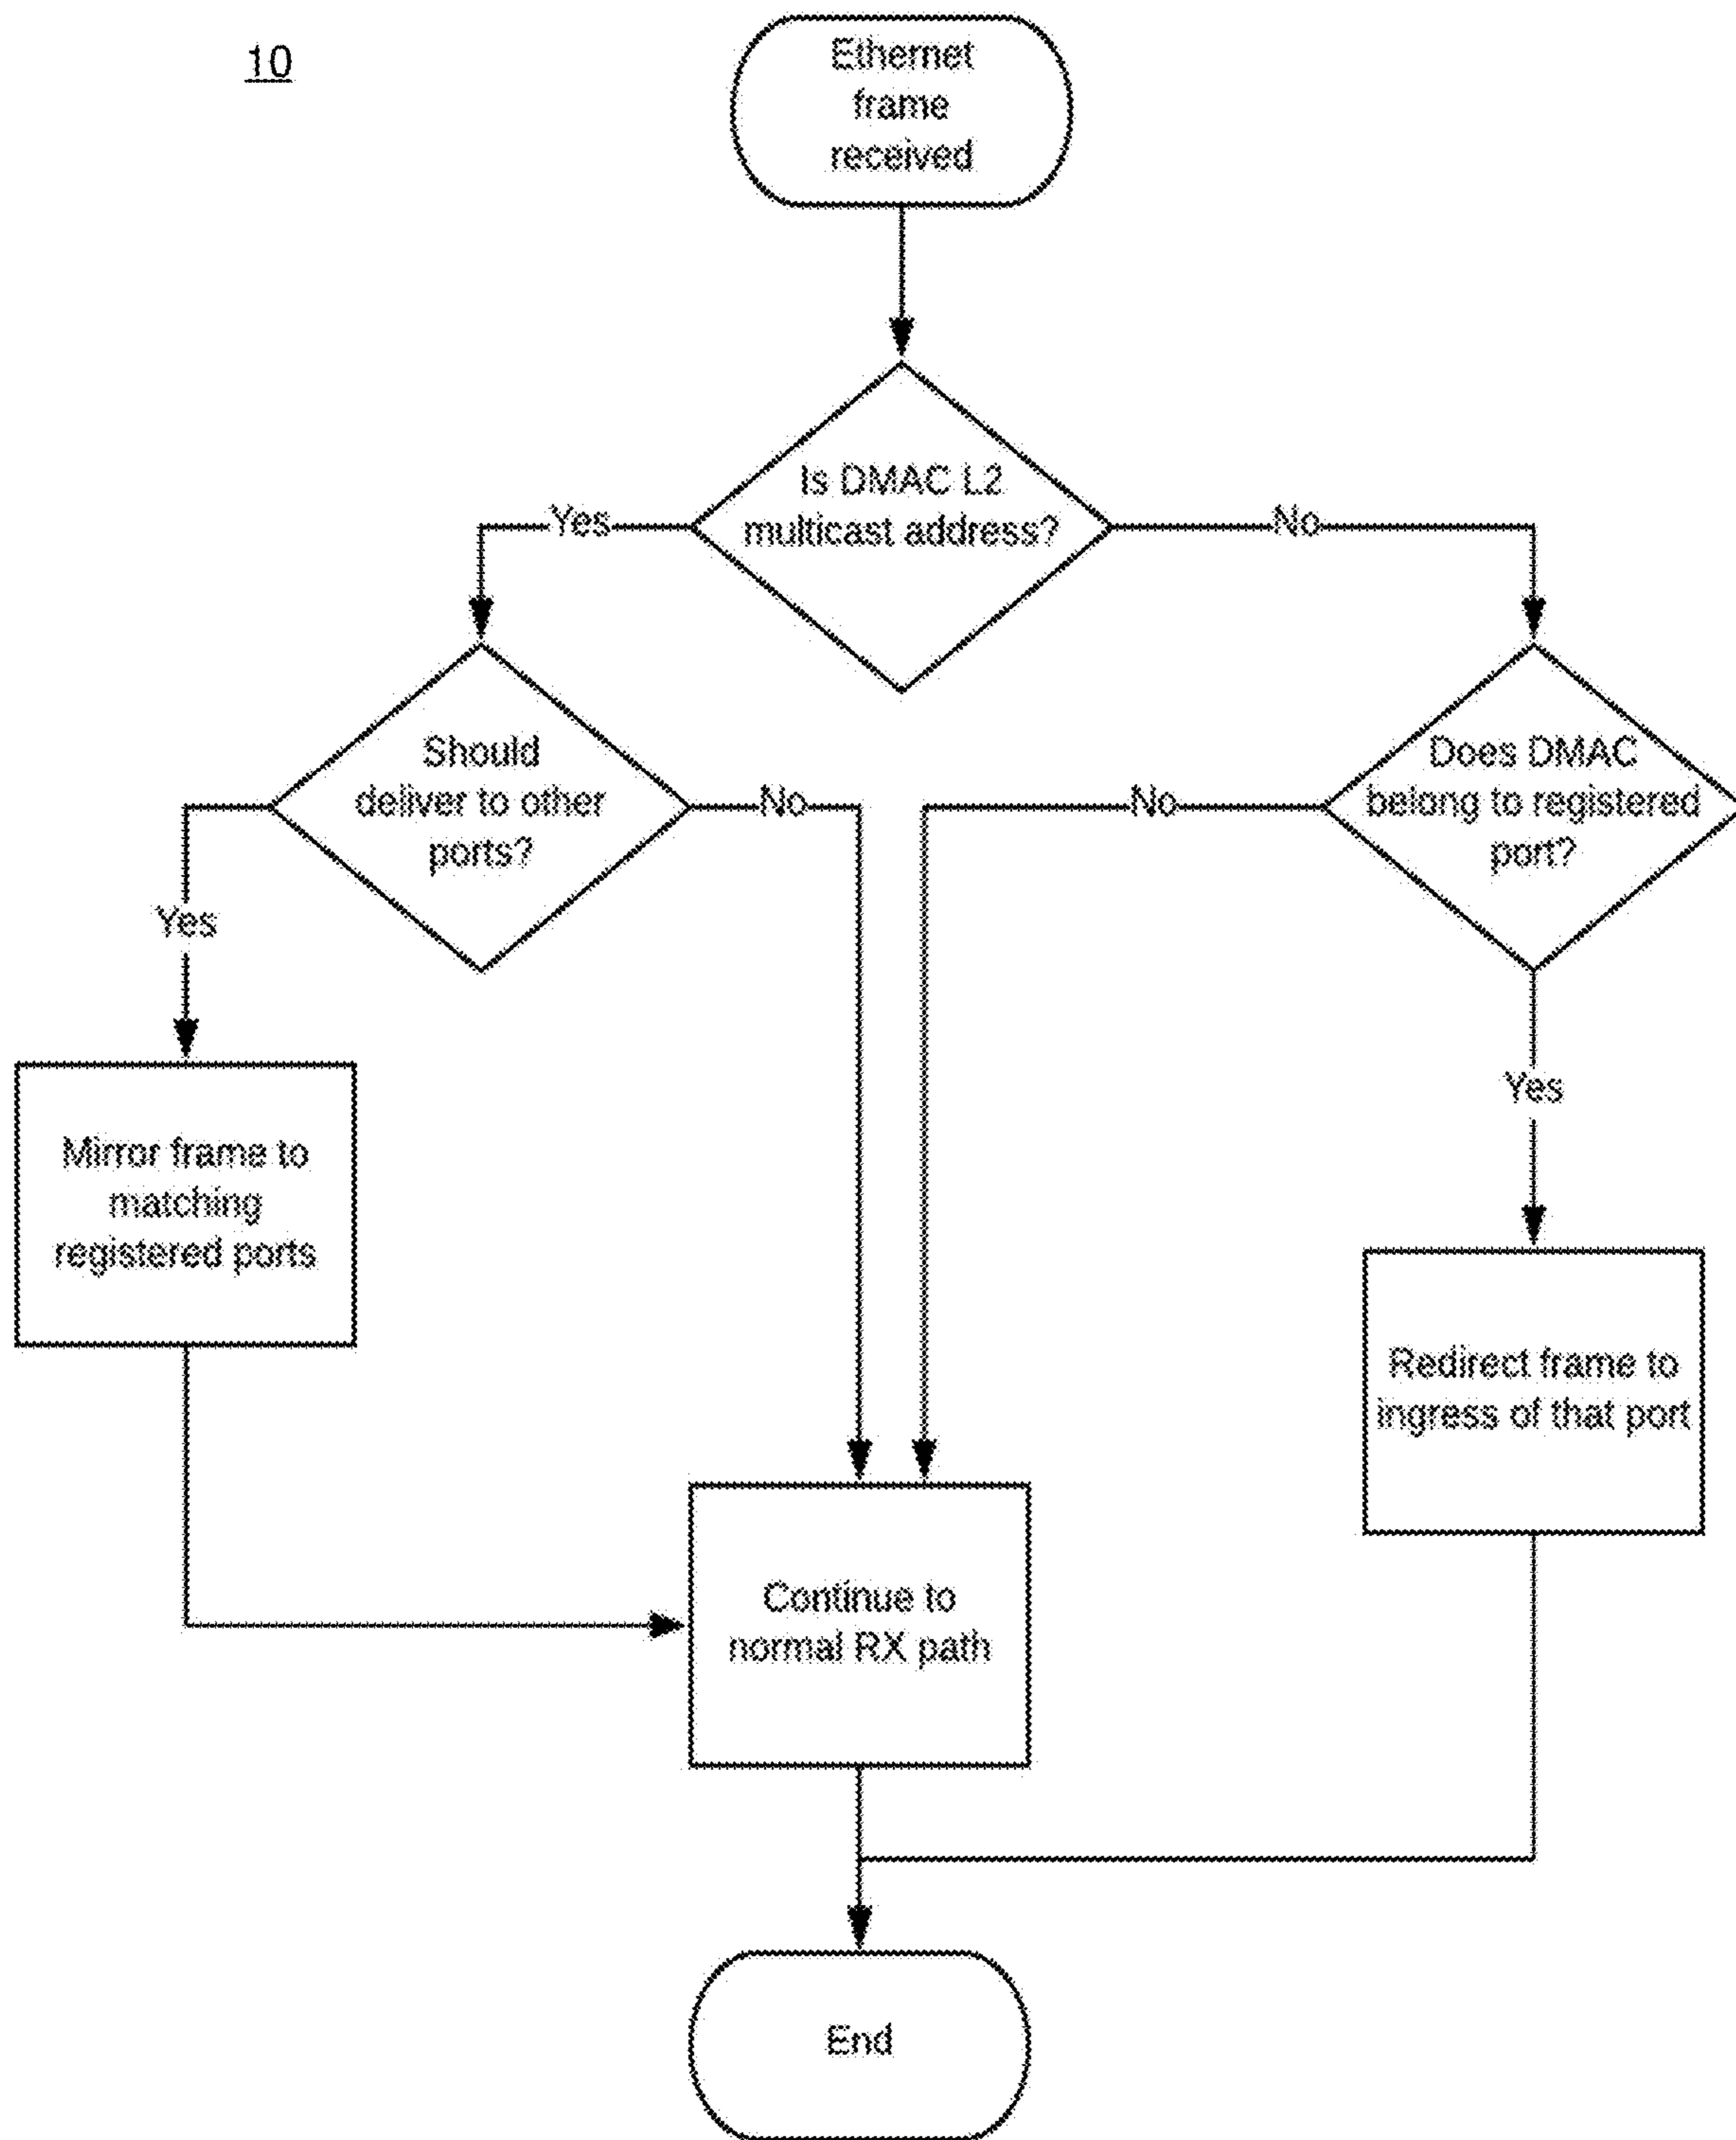 10
Ethernet
frame
received
Is DMAC L2
multicast address?
Yes
No
Should
deliver to other
ports?
No
No
Does DMAC
belong to registered
port?
Yes
Yes
Mirror frame to
matching
registered ports
Redirect frame to
ingress of that port
Continue to
normal RX path
End